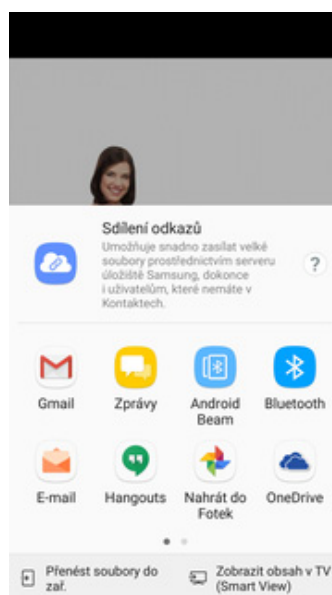 Sdílení odkazů
Umožňuje snadno zasílat velké
soubory prostřednictvím serveru
úložiště Samsung, dokonce
i uživatelům, které nemáte v
Kontaktech.
?
Gmail Zprávy Android Bluetooth
Beam
E-mail Hangouts Nahrát do OneDrive
Fotek
Přenést soubory do Zobrazit obsah v TV
zař. (Smart View)